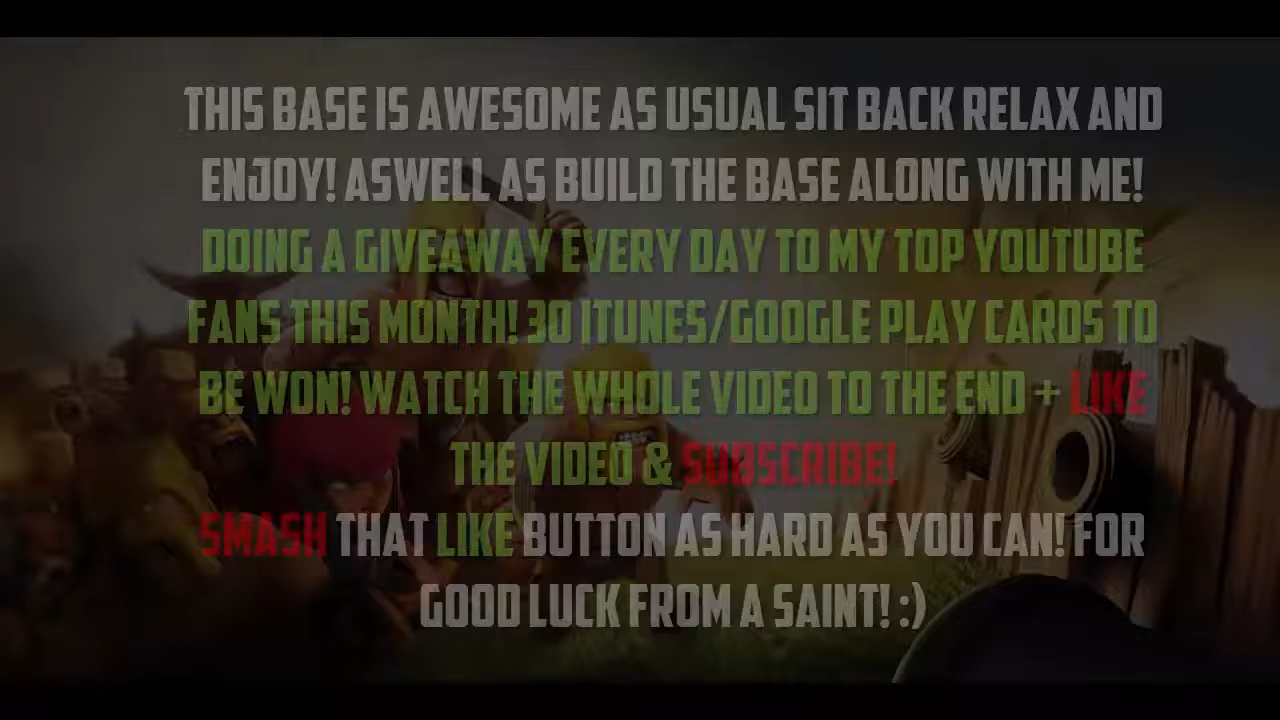 THIS BASE IS AWESOME AS USUAL SIT BACK RELAX AND
ENJOY! ASWELL AS BUILD THE BASE ALONG WITH ME!
DOING A GIVEAWAY EVERY DAY TO MY TOP YOUTUBE
FANS THIS MONTH! 30 ITUNES/GOOGLE PLAY CARDS TO
BE WON! WATCH THE WHOLE VIDEO TO THE END + LIKE
THE VIDEO & SUBSCRIBE!
SMASH THAT LIKE BUTTON AS HARD AS YOU CAN! FOR
GOOD LUCK FROM A SAINT! :)